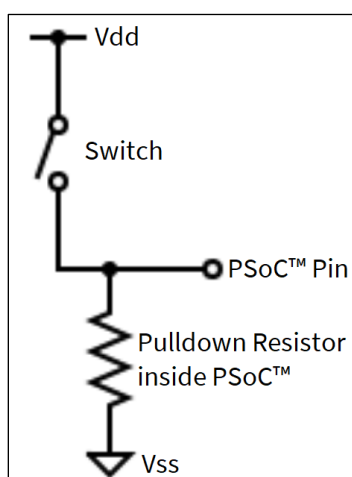 Vdd
Switch
PSoC™ Pin
Pulldown Resistor
inside PSoC™
Vss